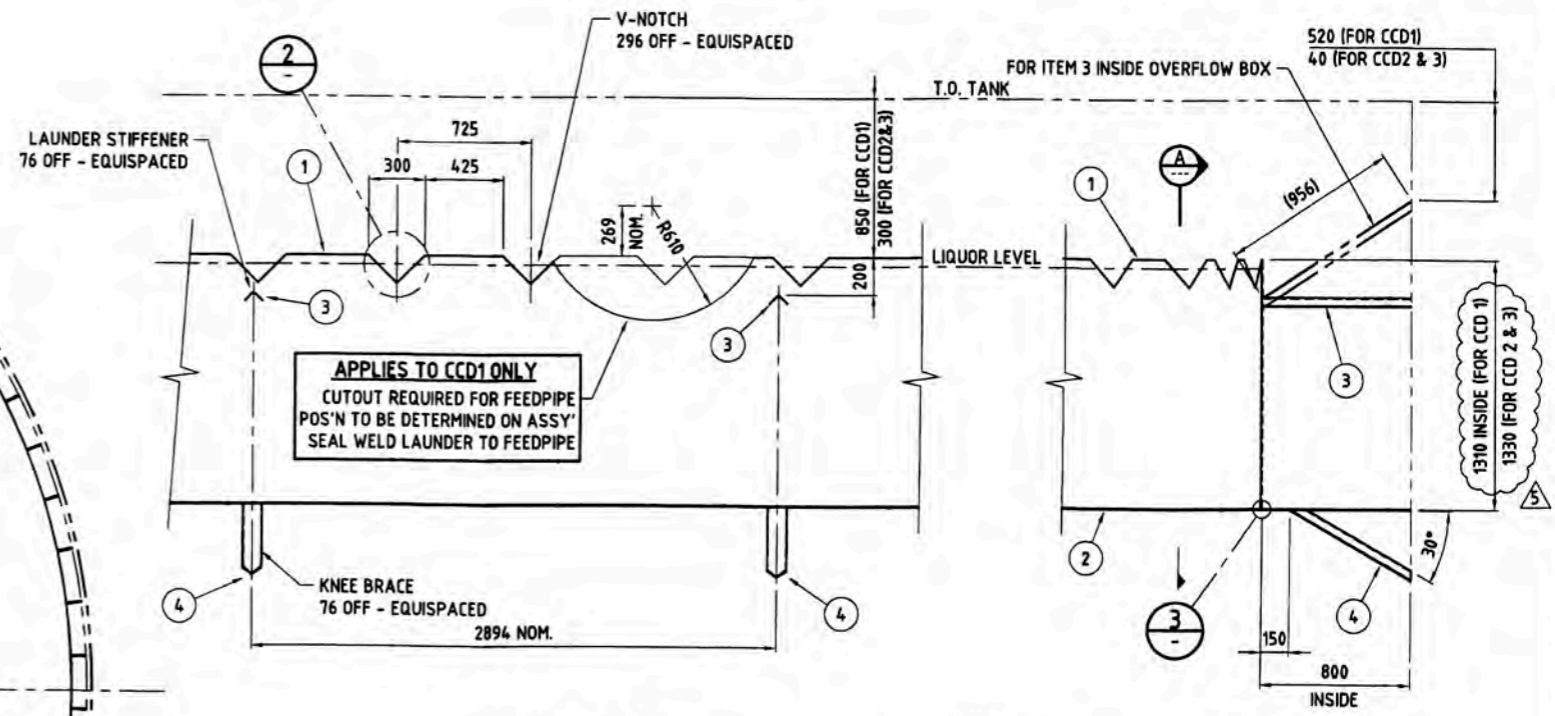 V-NOTCH
296 OFF - EQUISPACED
520 (FOR CCD1)
40 (FOR CCD2 & 3)
2
-
FOR ITEM 3 INSIDE OVERFLOW BOX
T.O. TANK
LAUNDER STIFFENER
76 OFF - EQUISPACED
725
1
300
425
269
NOM.
R610
850 (FOR CCD1)
300 (FOR CCD2&3)
200
A
---
1
(956)
LIQUOR LEVEL
3
3
3
1310 INSIDE (FOR CCD 1)
1330 (FOR CCD 2 & 3)
5
APPLIES TO CCD1 ONLY
CUTOUT REQUIRED FOR FEEDPIPE
POS'N TO BE DETERMINED ON ASSY'
SEAL WELD LAUNDER TO FEEDPIPE
2
30°
4
KNEE BRACE
76 OFF - EQUISPACED
4
4
2894 NOM.
3
-
150
800
INSIDE